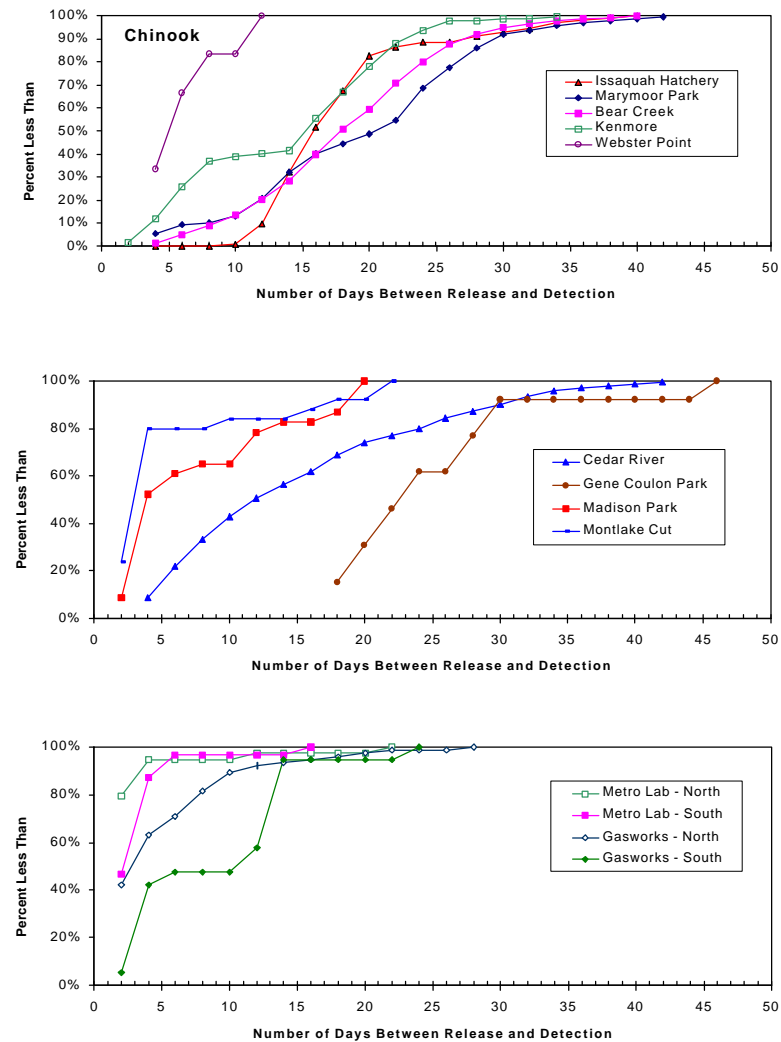 Chinook
Percent Less Than
100%
90%
80%
70%
60%
50%
40%
30%
20%
10%
0%
0 5 10 15 20 25 30 35 40 45 50
Number of Days Between Release and Detection
Issaquah Hatchery
Marymoor Park
Bear Creek
Kenmore
Webster Point
Percent Less Than
100%
80%
60%
40%
20%
0%
0 5 10 15 20 25 30 35 40 45 50
Number of Days Between Release and Detection
Cedar River
Gene Coulon Park
Madison Park
Montlake Cut
Percent Less Than
100%
80%
60%
40%
20%
0%
0 5 10 15 20 25 30 35 40 45 50
Number of Days Between Release and Detection
Metro Lab - North
Metro Lab - South
Gasworks - North
Gasworks - South